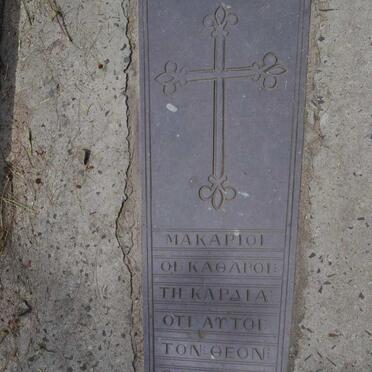 ΜΑΚΑΡΙΟΙ
ΟΙ ΚΑΘΑΡΟΙ
ΤΗ ΚΑΡΔΙΑ
ΟΤΙ ΑΥΤΟΙ
ΤΟΝ ΘΕΟΝ